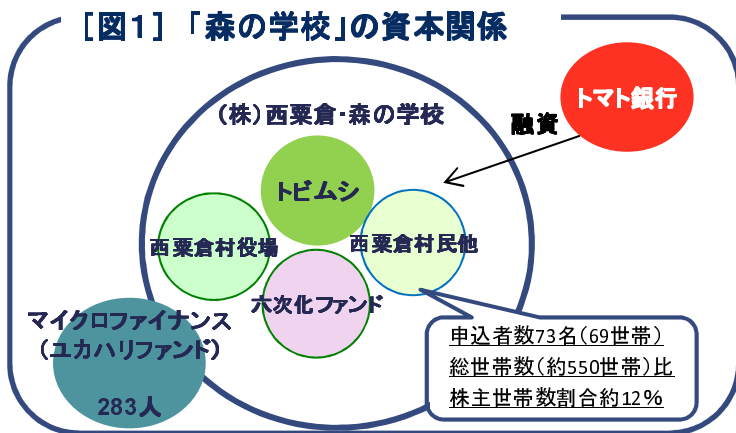 ［図１］「森の学校」の資本関係
トマト銀行
（株）西粟倉・森の学校
融資
トビムシ
西粟倉村役場
西粟倉村民他
六次化ファンド
マイクロファイナンス
（ユカハリファンド）
283人
申込者数73名（69世帯）
総世帯数（約550世帯）比
株主世帯数割合約12％